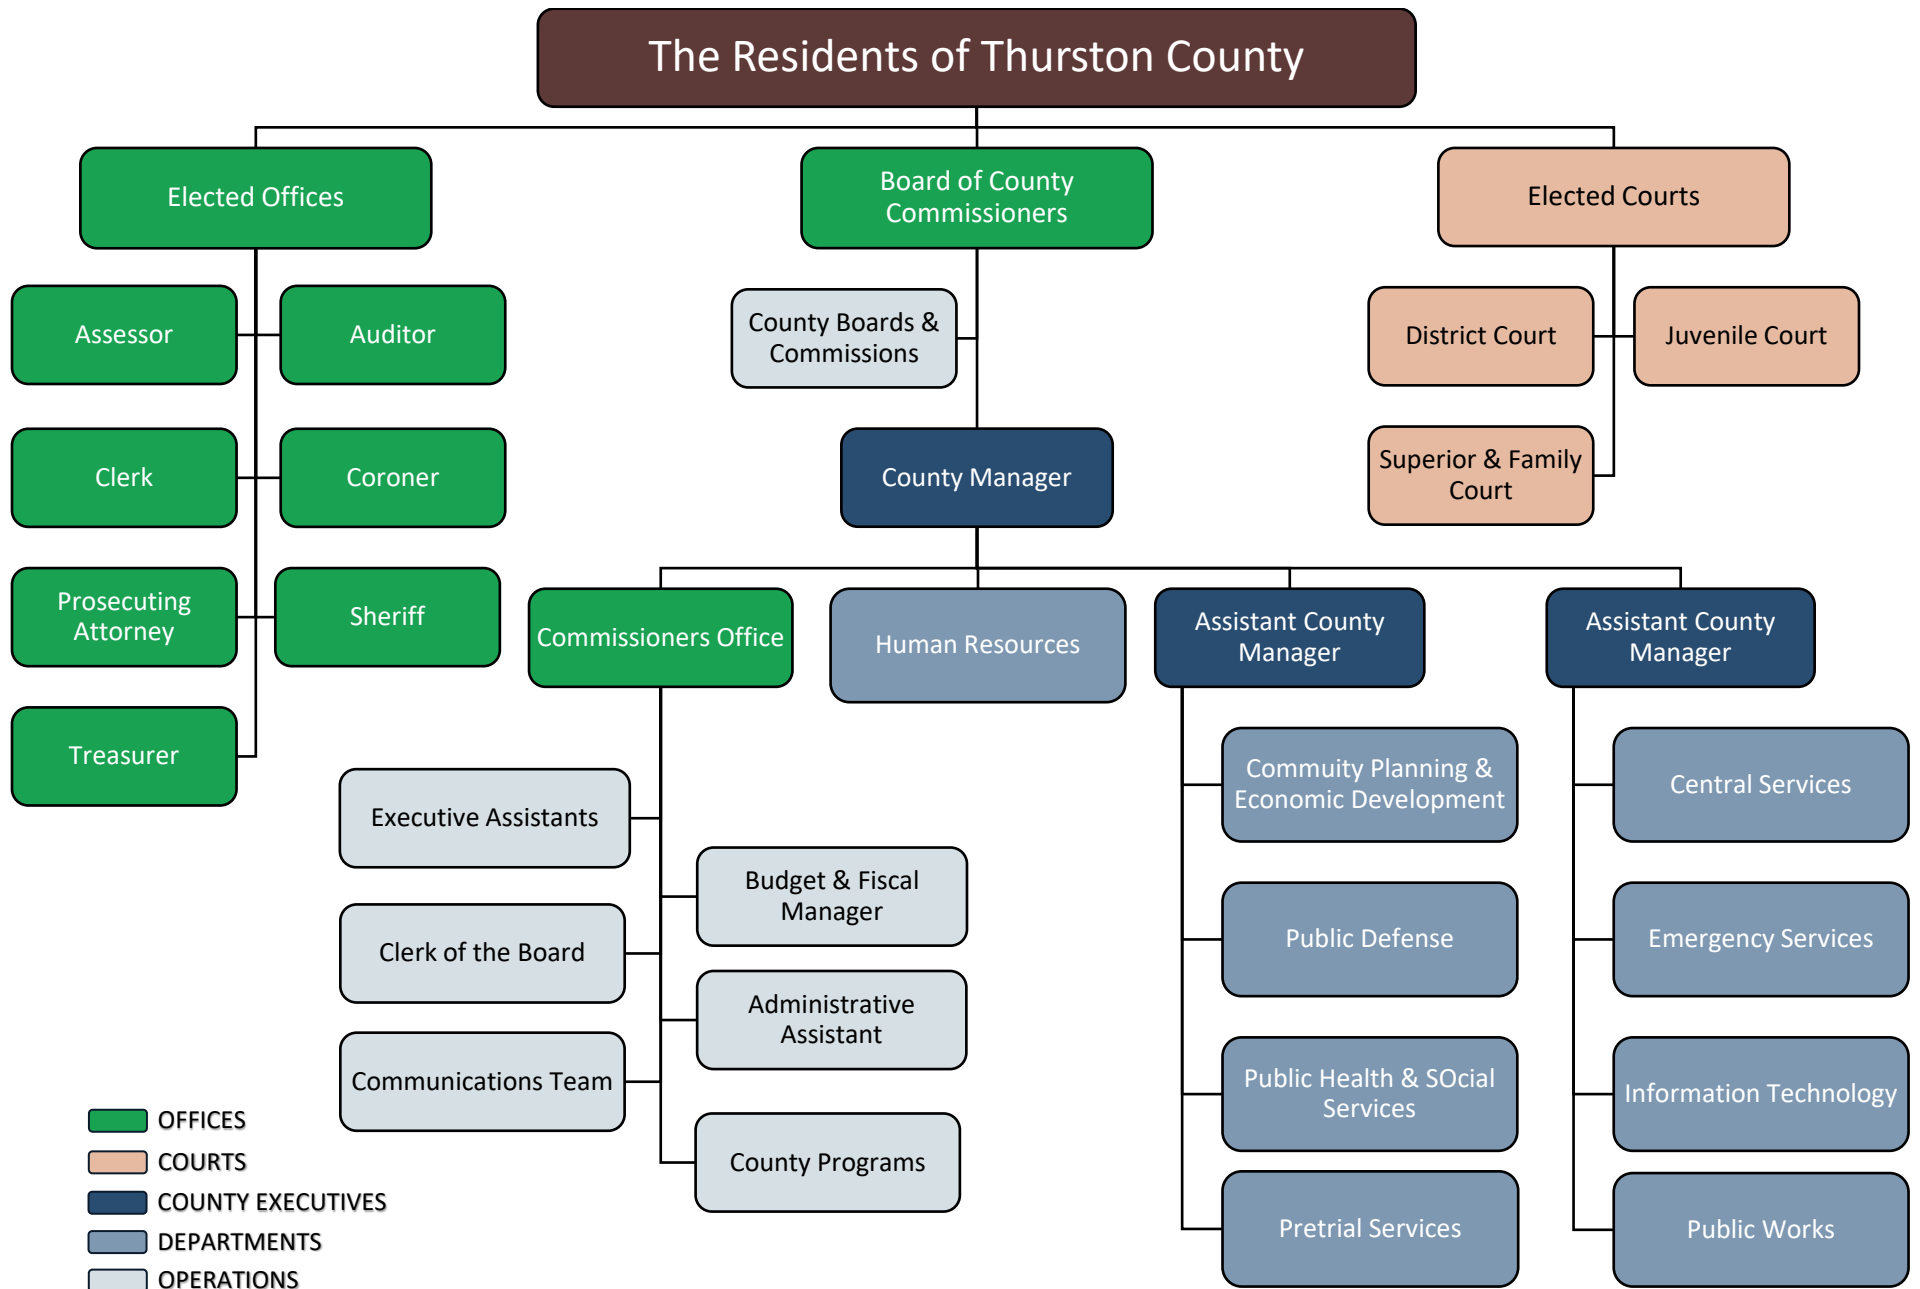 The Residents of Thurston County
Elected Offices
Board of County
Commissioners
Elected Courts
Assessor
Auditor
County Boards &
Commissions
District Court
Juvenile Court
Clerk
Coroner
County Manager
Superior & Family
Court
Prosecuting
Attorney
Sheriff
Commissioners Office
Human Resources
Assistant County
Manager
Assistant County
Manager
Treasurer
Executive Assistants
Commuity Planning &
Economic Development
Central Services
Budget & Fiscal
Manager
Clerk of the Board
Public Defense
Emergency Services
Administrative
Assistant
Communications Team
Public Health & SOcial
Services
Information Technology
County Programs
Pretrial Services
Public Works
OFFICES
COURTS
COUNTY EXECUTIVES
DEPARTMENTS
OPERATIONS